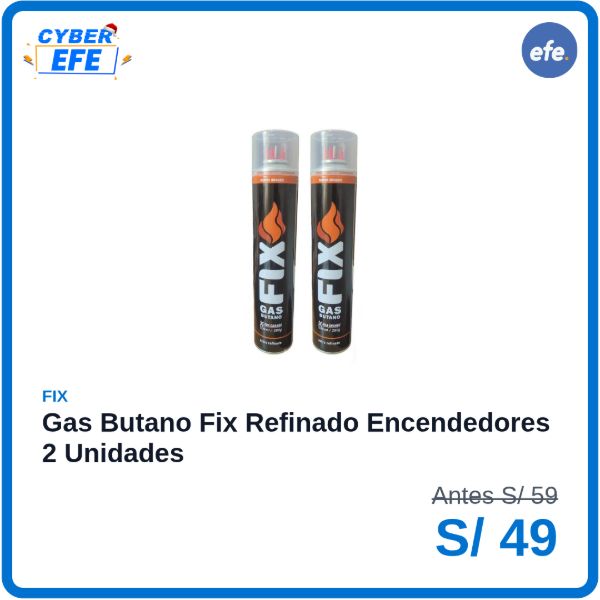 CYBER
EFE
efe.
FIX
GAS
BUTANO
FIX
GAS
BUTANO
FIX
Gas Butano Fix Refinado Encendedores
2 Unidades
Antes S/ 59
S/ 49